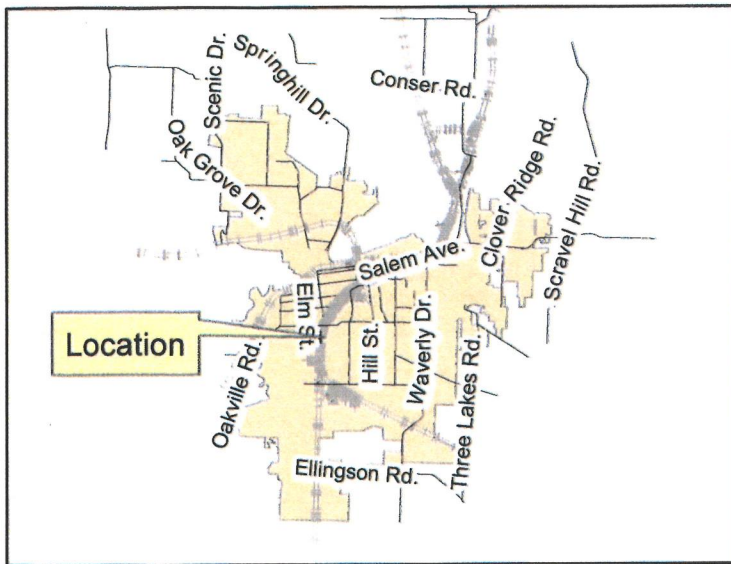 Scenic Dr.
Springhill Dr.
Conser Rd.
Oak Grove Dr.
Clover Ridge Rd.
Scravel Hill Rd.
Salem Ave.
Elm St.
Location
Hill St.
Waverly Dr.
Oakville Rd.
Three Lakes Rd.
Ellingson Rd.